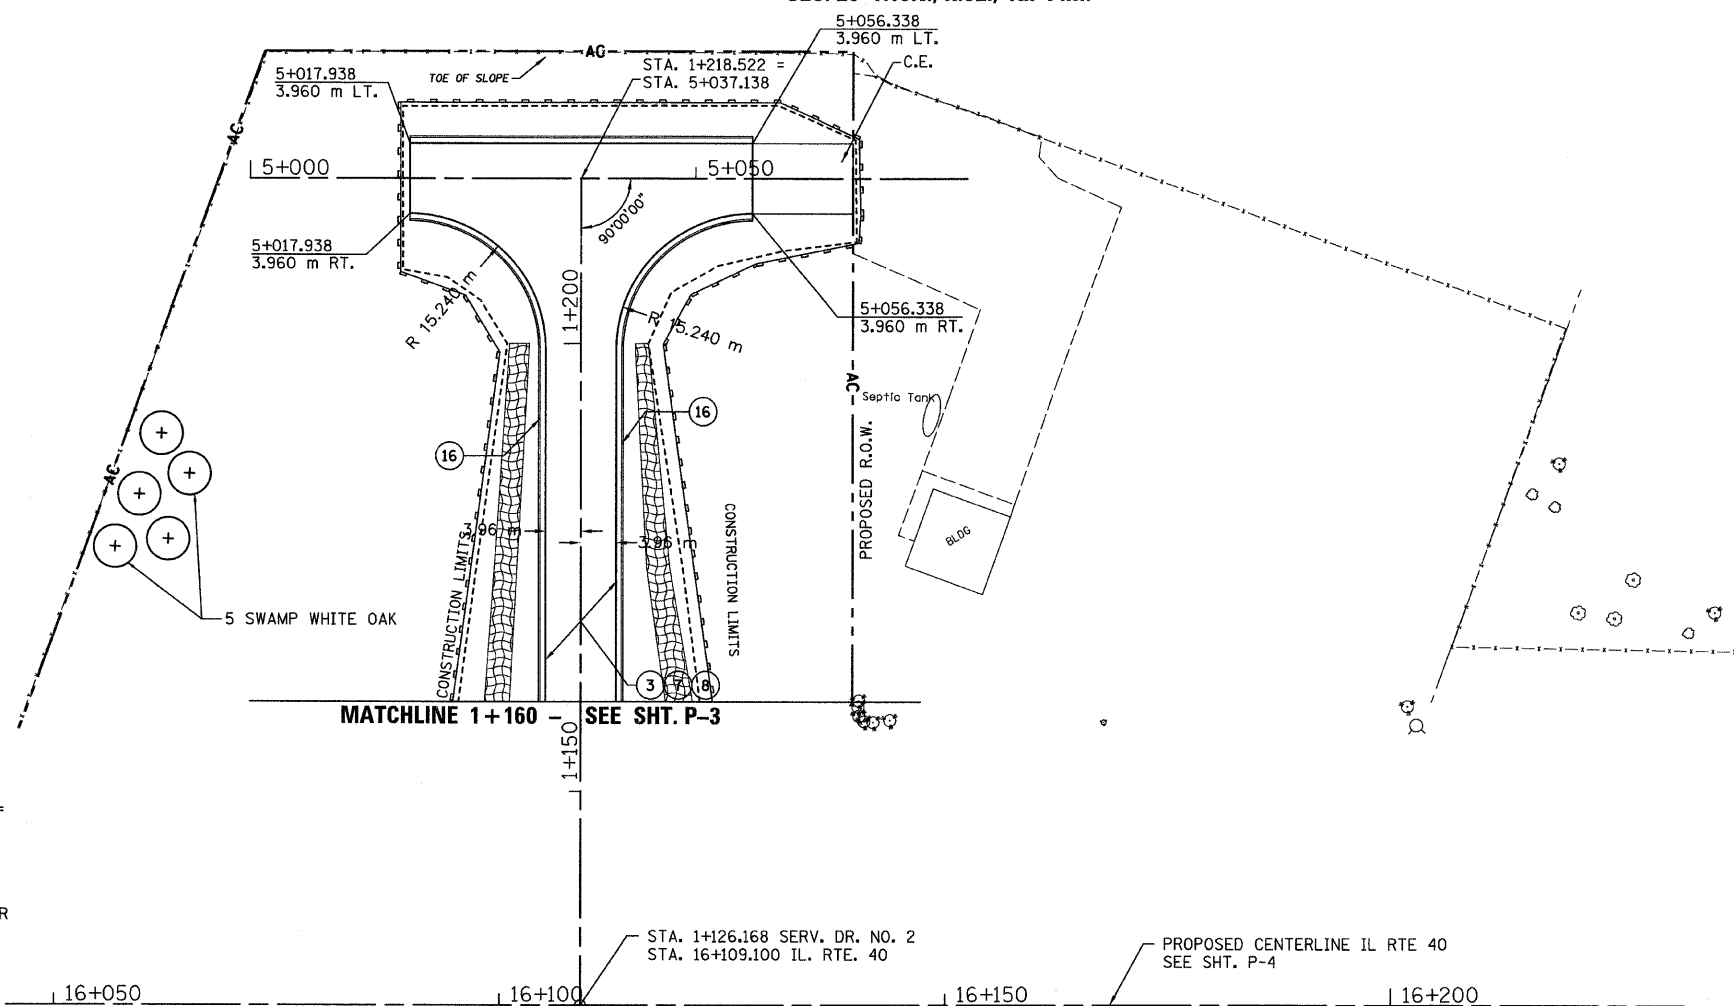 5+056.338
3.960 m LT.
AC
STA. 1+218.522 =
STA. 5+037.138
C.E.
5+017.938
3.960 m LT.
TOE OF SLOPE
AC
5+000
5+050
90°00'00"
5+017.938
3.960 m RT.
R 15.240 m
1+200
R 15.240 m
5+056.338
3.960 m RT.
AC
Septic Tank
16
16
PROPOSED R.O.W.
AC
CONSTRUCTION LIMITS
3.96 m
3.96 m
CONSTRUCTION LIMITS
BLDG
5 SWAMP WHITE OAK
3 7 8
MATCHLINE 1+160 – SEE SHT. P–3
1+150
=
R
STA. 1+126.168 SERV. DR. NO. 2
STA. 16+109.100 IL. RTE. 40
PROPOSED CENTERLINE IL RTE 40
SEE SHT. P-4
16+050
16+100
16+150
16+200